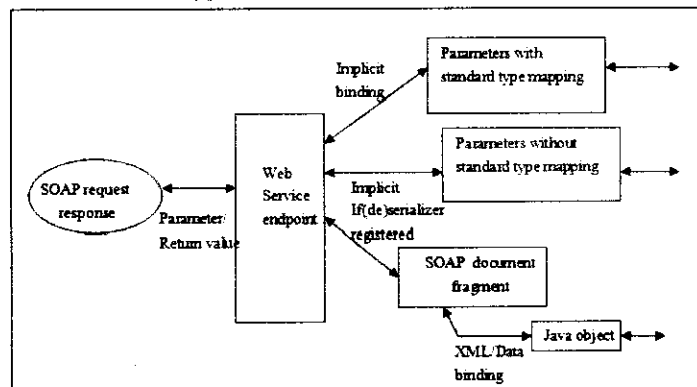 Parameters with
standard type mapping
Implicit
binding
Parameters without
standard type mapping
Web
Service
endpoint
SOAP request
response
Parameter/
Return value
Implicit
If(de)serializer
registered
SOAP document
fragment
Java object
XML/Data
binding